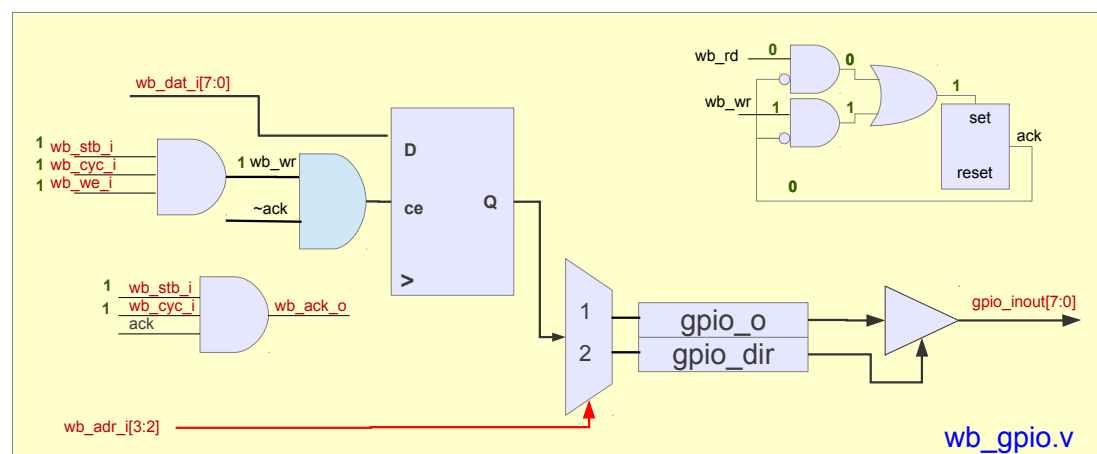 wb_dat_i[7:0]
1 wb_stb_i
1 wb_cyc_i
1 wb_we_i
1 wb_wr
~ack
D
ce
Q
>
wb_rd 0 0
wb_wr 1 1
1
set
reset
ack
0
1 wb_stb_i
1 wb_cyc_i
ack
wb_ack_o
1
2
gpio_o
gpio_dir
gpio_inout[7:0]
wb_adr_i[3:2]
wb_gpio.v